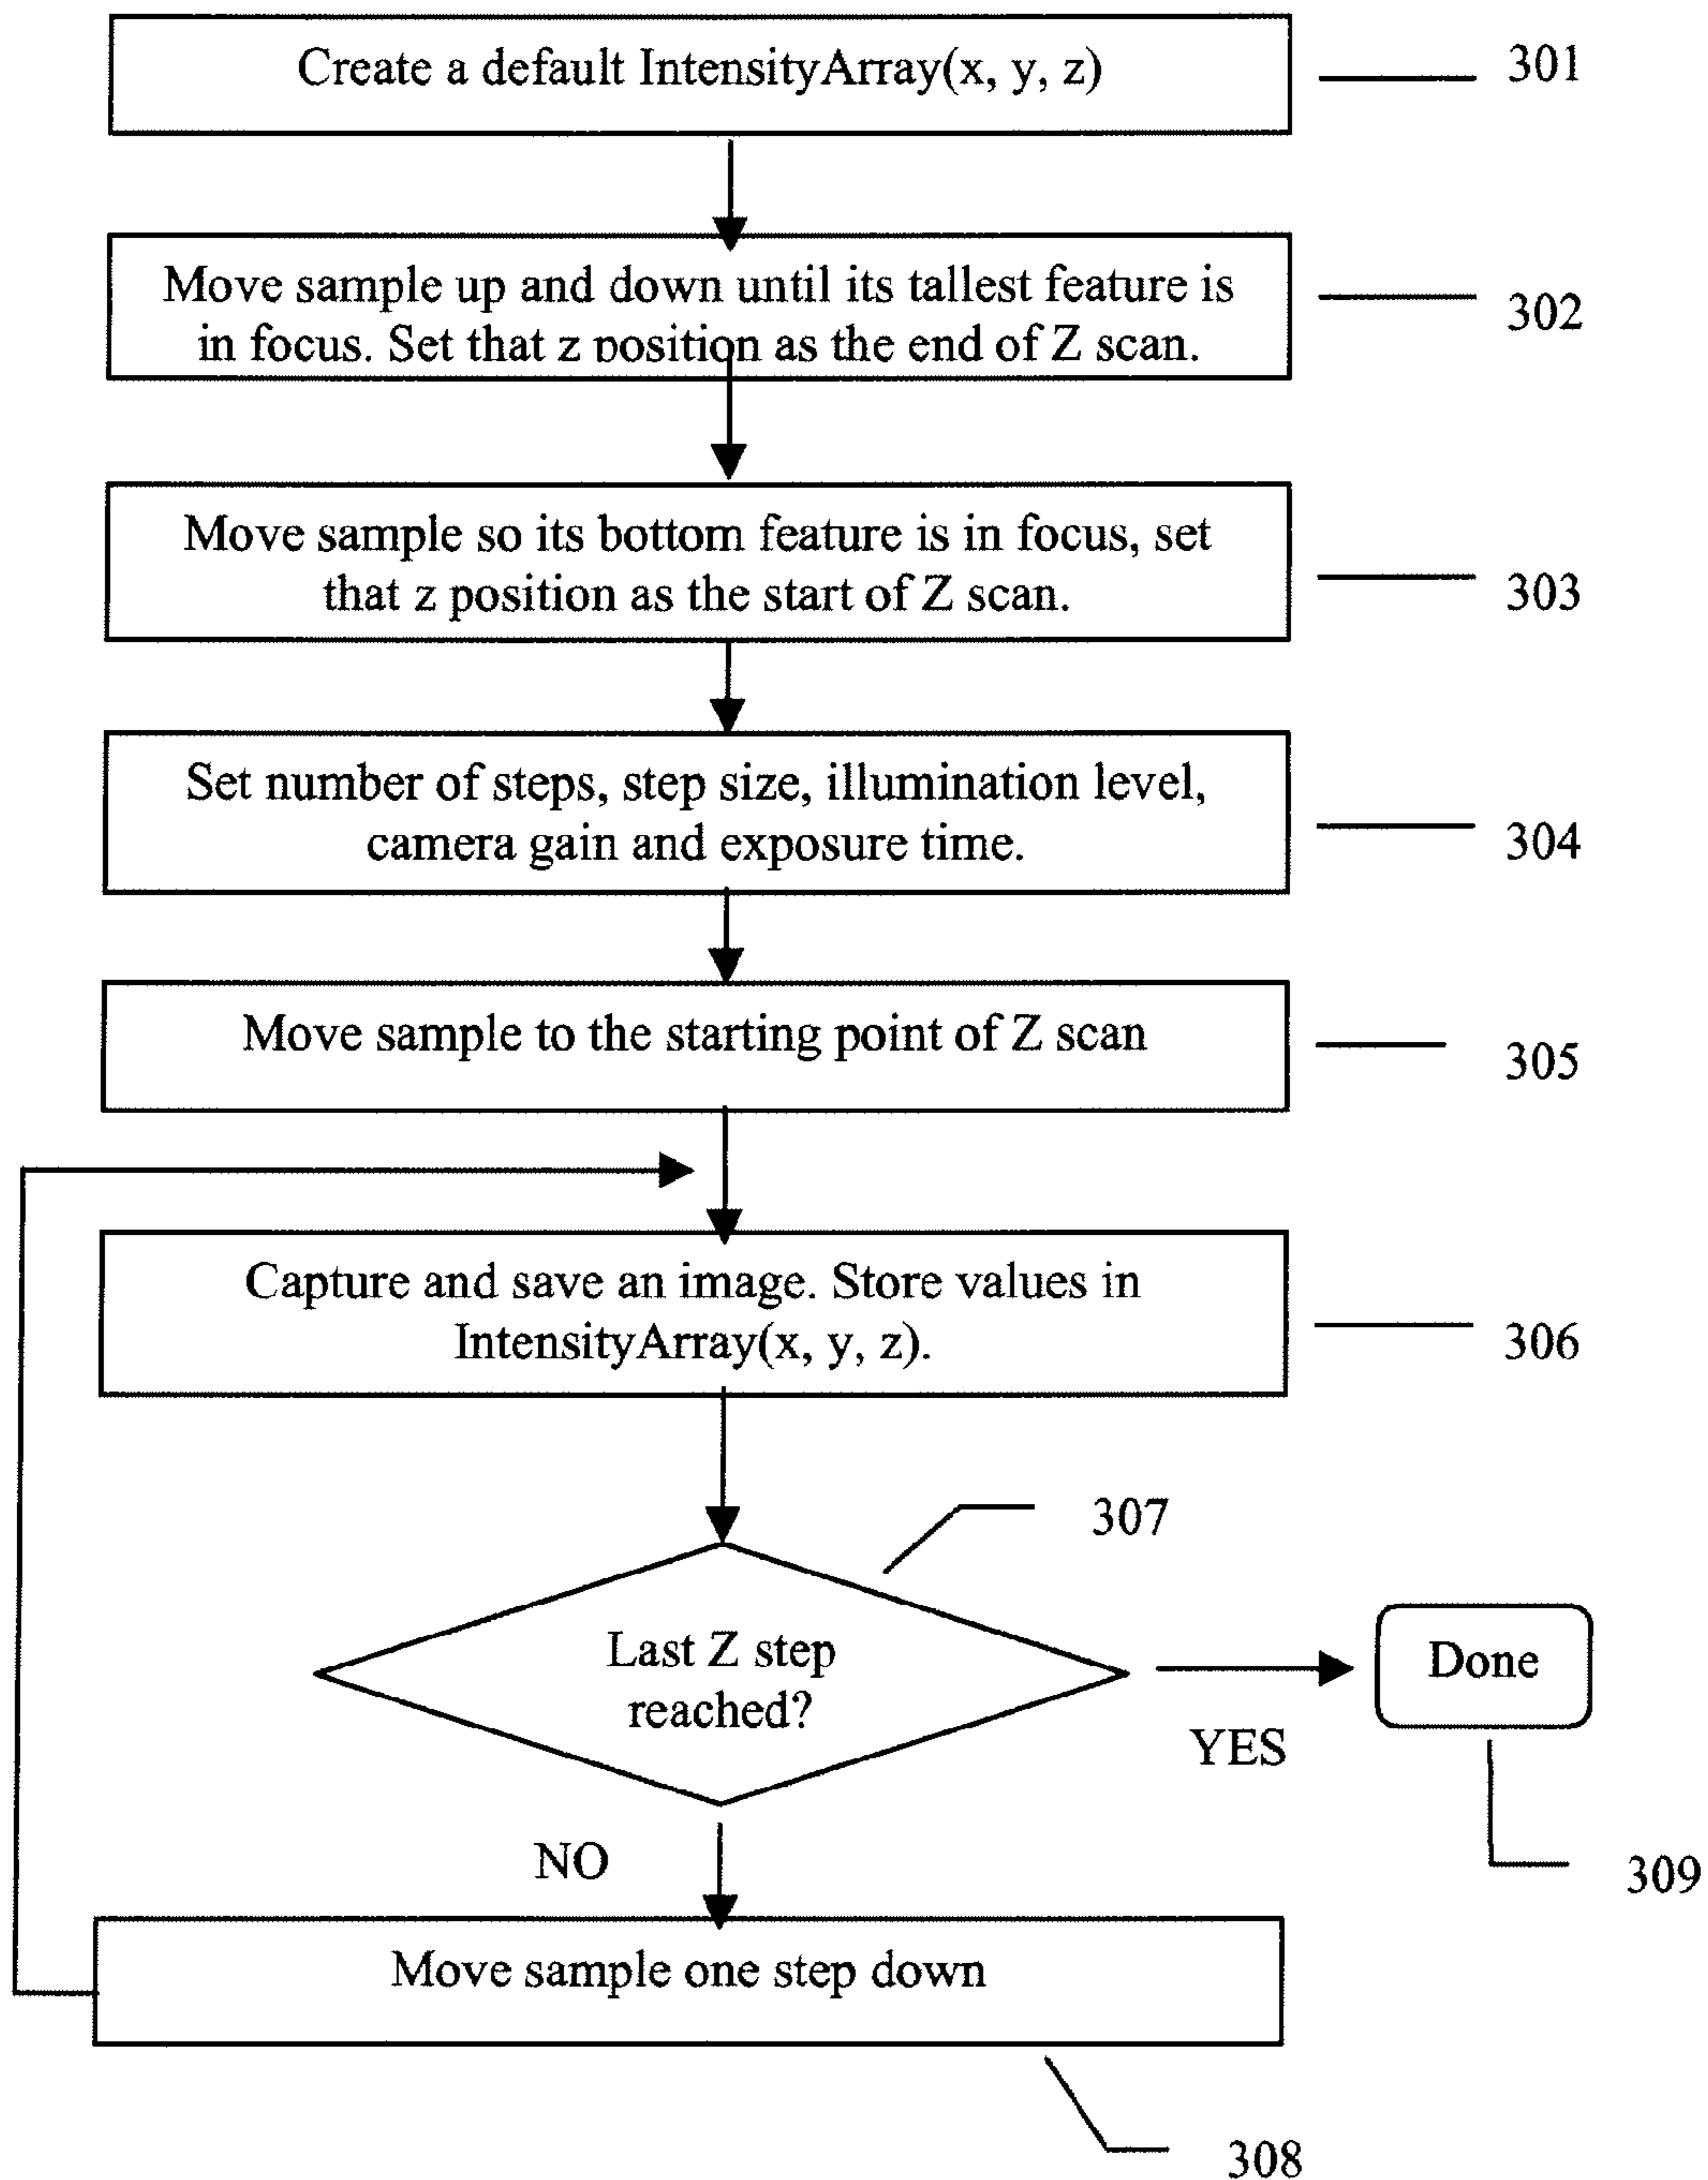 Create a default IntensityArray(x, y, z)
301
Move sample up and down until its tallest feature is
in focus. Set that z position as the end of Z scan.
302
Move sample so its bottom feature is in focus, set
that z position as the start of Z scan.
303
Set number of steps, step size, illumination level,
camera gain and exposure time.
304
Move sample to the starting point of Z scan
305
Capture and save an image. Store values in
IntensityArray(x, y, z).
306
307
Last Z step
reached?
Done
YES
NO
309
Move sample one step down
308